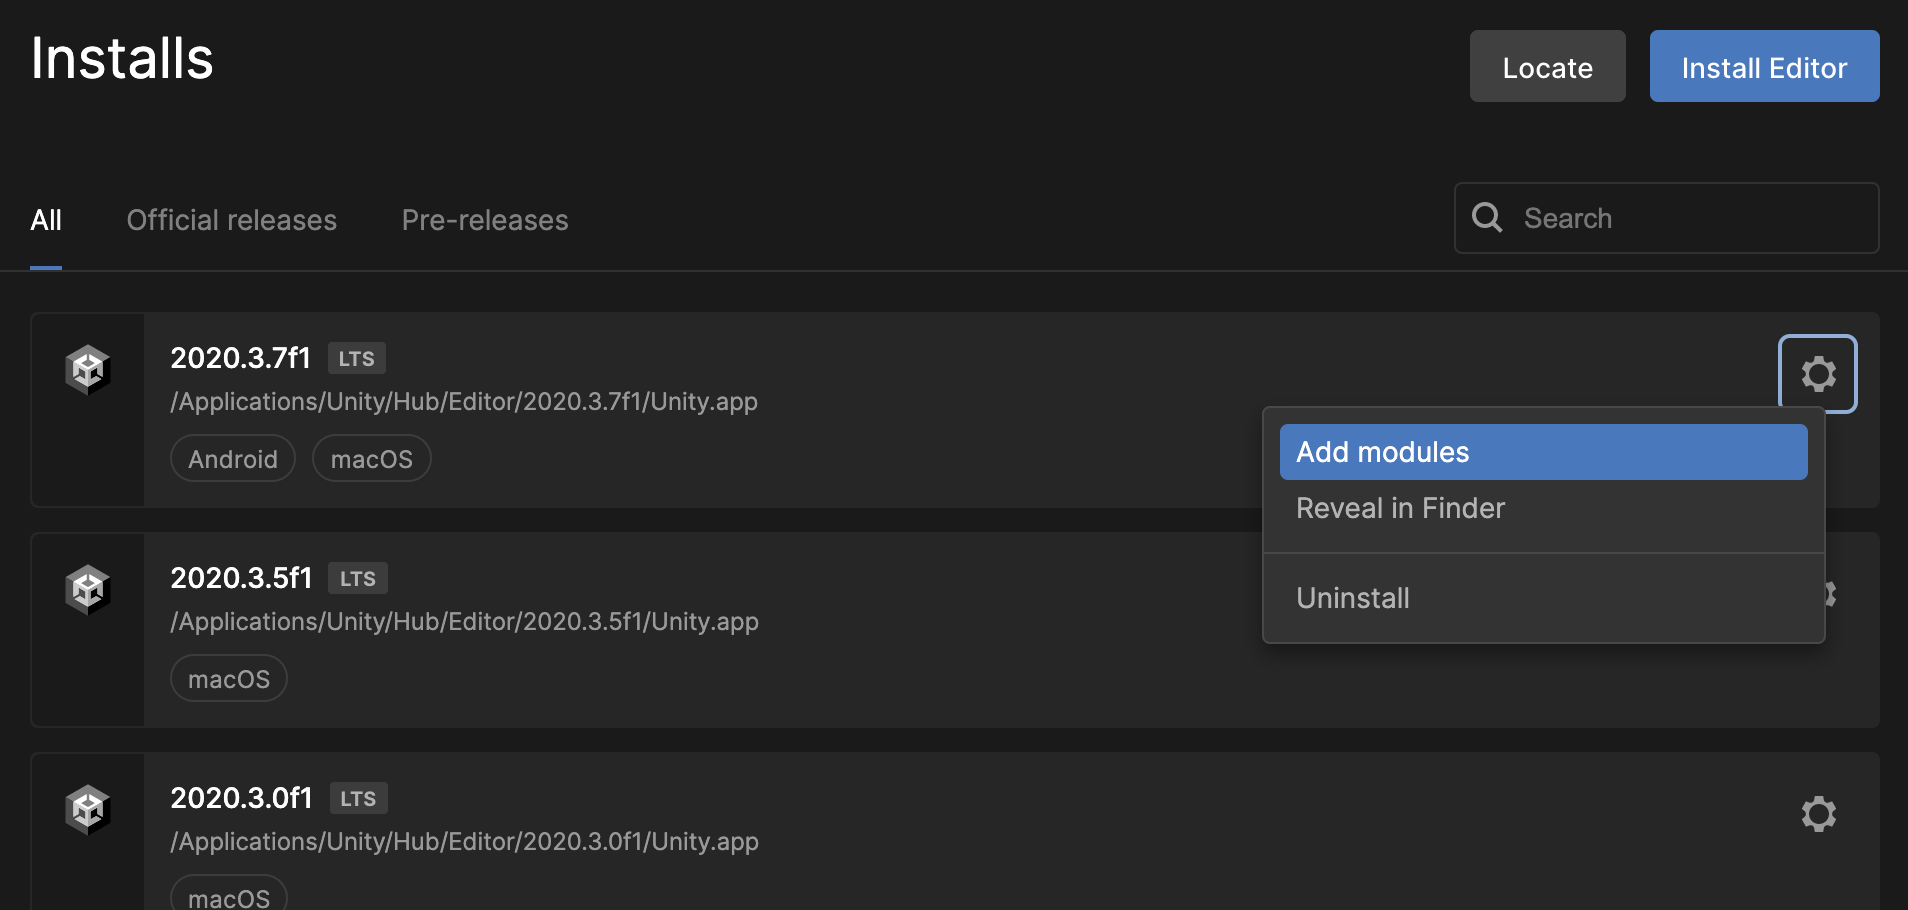 Installs
Locate
Install Editor
All
Official releases
Pre-releases
Search
2020.3.7f1
LTS
/Applications/Unity/Hub/Editor/2020.3.7f1/Unity.app
Android
macOS
Add modules
Reveal in Finder
Uninstall
2020.3.5f1
LTS
/Applications/Unity/Hub/Editor/2020.3.5f1/Unity.app
macOS
2020.3.0f1
LTS
/Applications/Unity/Hub/Editor/2020.3.0f1/Unity.app
macOS